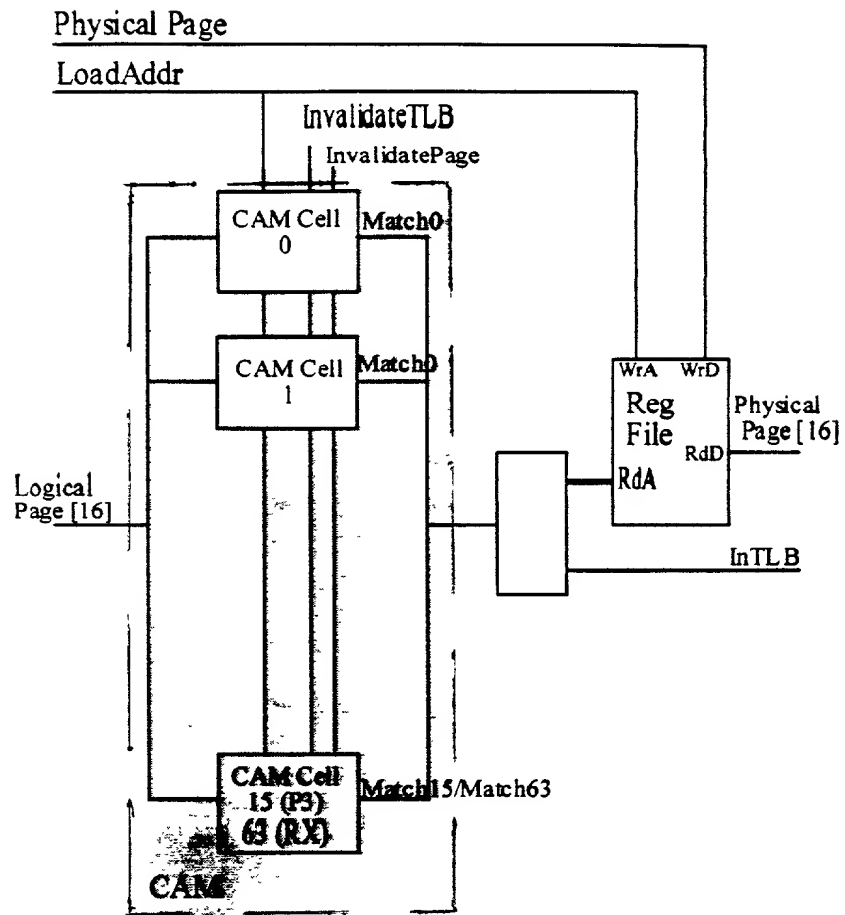 Physical Page
LoadAddr
InvalidateTLB
InvalidatePage
CAM Cell
0
Match0
CAM Cell
1
Match0
WrA WrD
Reg
File
RdD
RdA
Physical
Page [16]
Logical
Page [16]
InTLB
CAM Cell
15 (P3)
63 (RX)
Match15/Match63
CAM